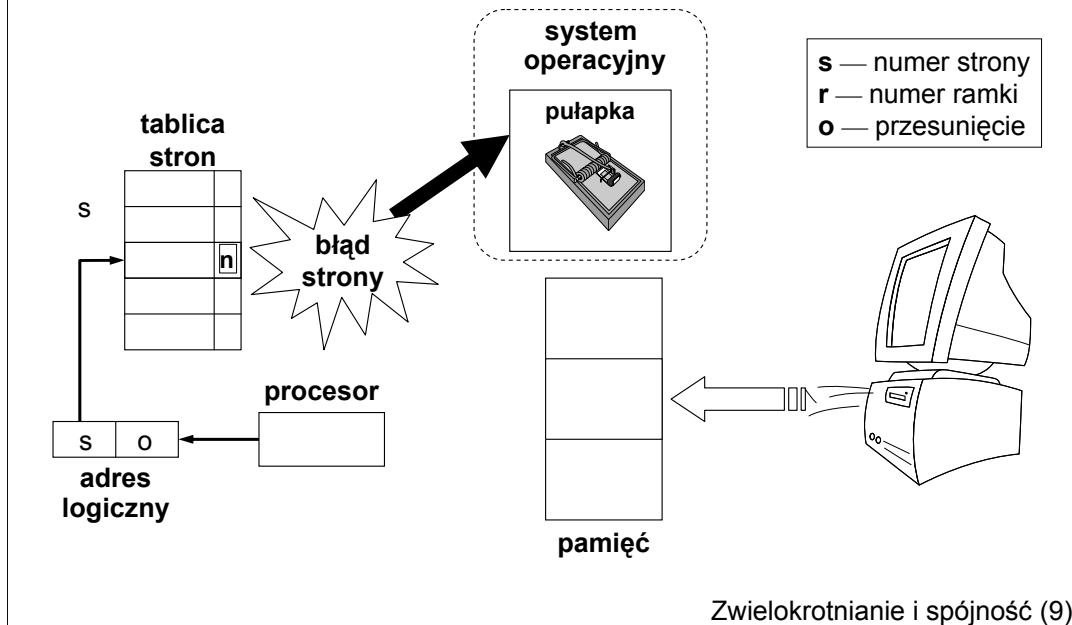 system
operacyjny
pułapka
s — numer strony
r — numer ramki
o — przesunięcie
tablica
stron
s
n
błąd
strony
procesor
s o
adres
logiczny
pamięć
Zwielokrotnianie i spójność (9)